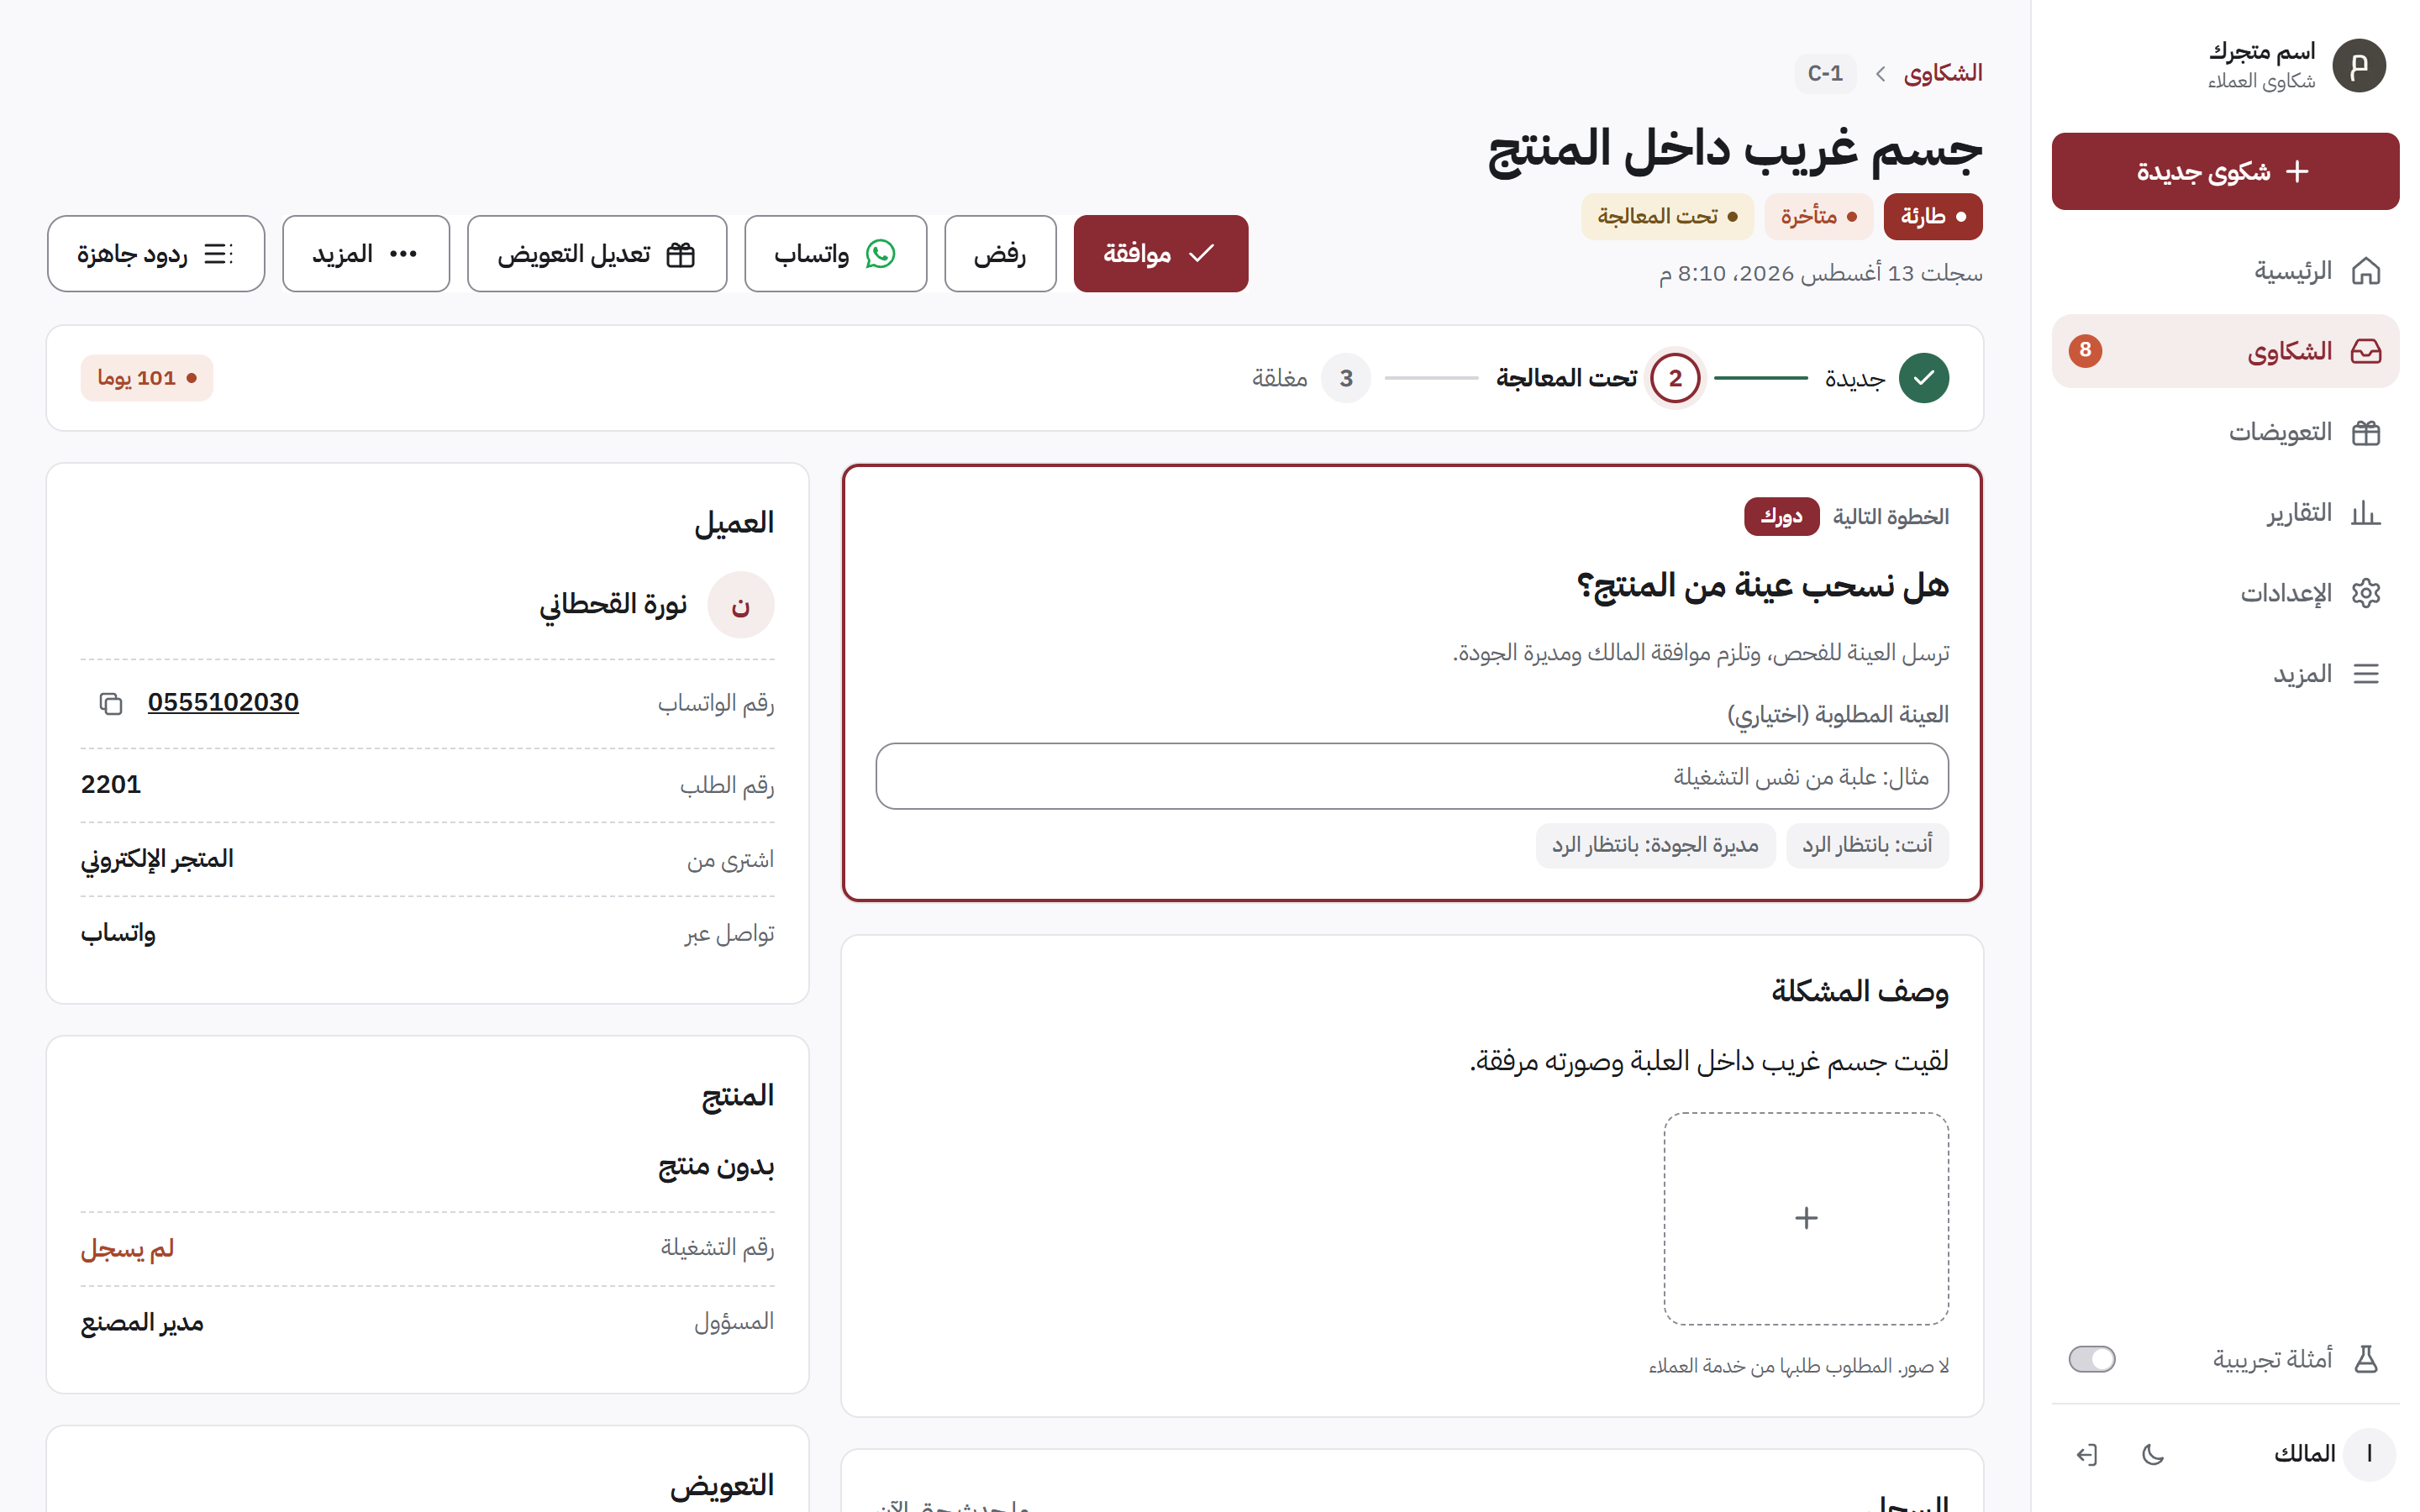 اسم متجرك
م
شكاوى العملاء
شكوى جديدة
الرئيسية
الشكاوى
8
التعويضات
التقارير
الإعدادات
المزيد
أمثلة تجريبية
ا
المالك
الشكاوى
C-1
جسم غريب داخل المنتج
طارئة
متأخرة
تحت المعالجة
سجلت 13 أغسطس 2026، 8:10 م
موافقة
رفض
واتساب
تعديل التعويض
المزيد
ردود جاهزة
جديدة
2
تحت المعالجة
3
مغلقة
101 يوما
الخطوة التالية
دورك
هل نسحب عينة من المنتج؟
ترسل العينة للفحص، وتلزم موافقة المالك ومديرة الجودة.
العينة المطلوبة (اختياري)
مثال: علبة من نفس التشغيلة
أنت: بانتظار الرد
مديرة الجودة: بانتظار الرد
وصف المشكلة
لقيت جسم غريب داخل العلبة وصورته مرفقة.
لا صور. المطلوب طلبها من خدمة العملاء
السجل
ما حدث حتى الآن
العميل
ن
نورة القحطاني
رقم الواتساب
0555102030
رقم الطلب
2201
اشترى من
المتجر الإلكتروني
تواصل عبر
واتساب
المنتج
بدون منتج
رقم التشغيلة
لم يسجل
المسؤول
مدير المصنع
التعويض